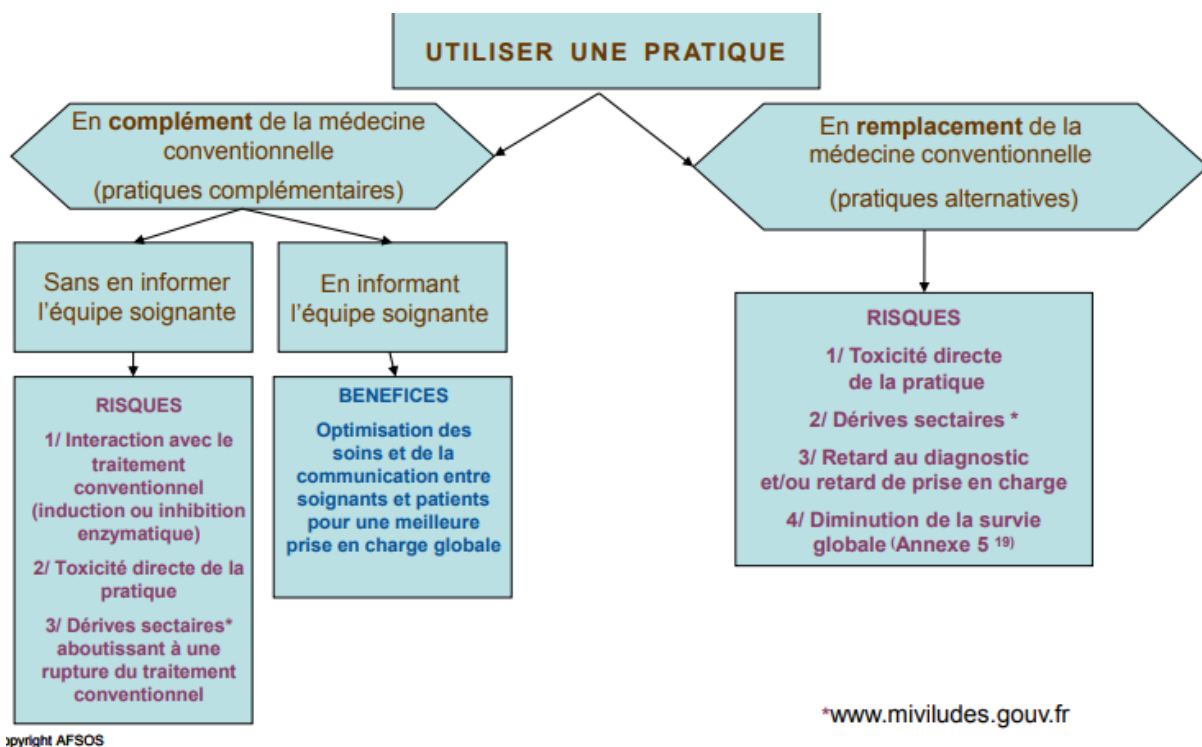 UTILISER UNE PRATIQUE
En complément de la médecine
conventionnelle
(pratiques complémentaires)
En remplacement de la
médecine conventionnelle
(pratiques alternatives)
Sans en informer
l'équipe soignante
En informant
l'équipe soignante
RISQUES
1/ Interaction avec le
traitement
conventionnel
(induction ou inhibition
enzymatique)
2/ Toxicité directe de la
pratique
3/ Dérives sectaires*
aboutissant à une
rupture du traitement
conventionnel
BENEFICES
Optimisation des
soins et de la
communication entre
soignants et patients
pour une meilleure
prise en charge globale
RISQUES
1/ Toxicité directe
de la pratique
2/ Dérives sectaires *
3/ Retard au diagnostic
et/ou retard de prise en charge
4/ Diminution de la survie
globale (Annexe 5 19)
*www.miviludes.gouv.fr
opyright AFSOS